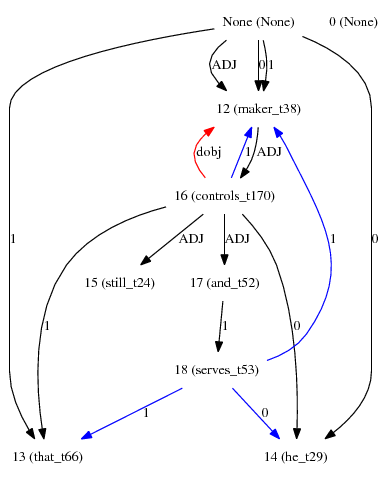 None (None) 0 (None)
ADJ 0 1
12 (maker_t38)
dobj 1 ADJ
16 (controls_t170)
1 ADJ ADJ 1 0
15 (still_t24) 17 (and_t52)
1 1 0
18 (serves_t53)
1 0
13 (that_t66) 14 (he_t29)